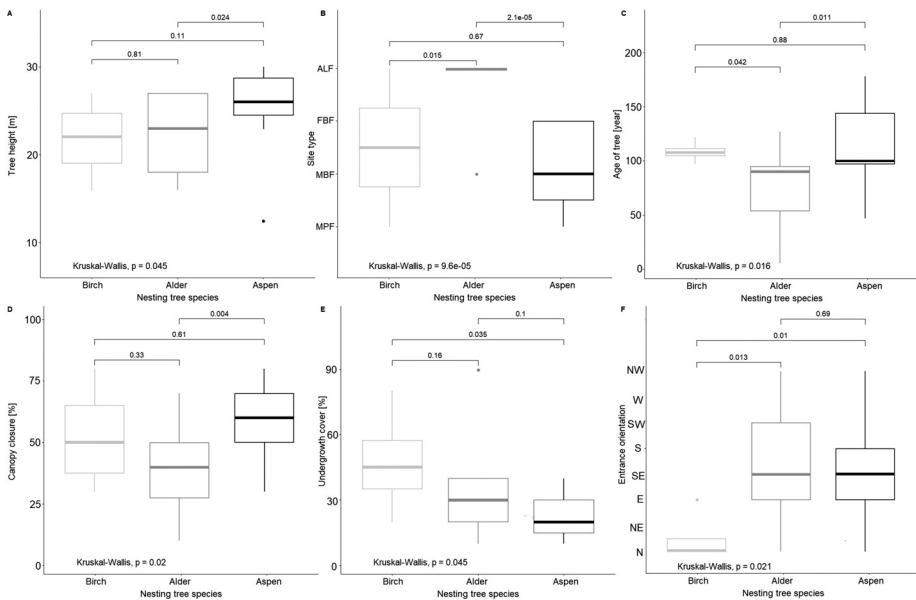 A
0.024
0.11
0.81
30
20
10
Tree height [m]
Kruskal-Wallis, p = 0.045
Birch Alder Aspen
Nesting tree species
B
2.1e-05
0.67
0.015
ALF
FBF
MBF
MPF
Site type
Kruskal-Wallis, p = 9.6e-05
Birch Alder Aspen
Nesting tree species
C
0.011
0.88
0.042
200
150
100
50
0
Age of tree [year]
Kruskal-Wallis, p = 0.016
Birch Alder Aspen
Nesting tree species
D
0.004
0.61
0.33
100
75
50
25
0
Canopy closure [%]
Kruskal-Wallis, p = 0.02
Birch Alder Aspen
Nesting tree species
E
0.1
0.035
0.16
90
60
30
0
Undergrowth cover [%]
Kruskal-Wallis, p = 0.045
Birch Alder Aspen
Nesting tree species
F
0.69
0.01
0.013
NW
W
SW
S
SE
E
NE
N
Entrance orientation
Kruskal-Wallis, p = 0.021
Birch Alder Aspen
Nesting tree species